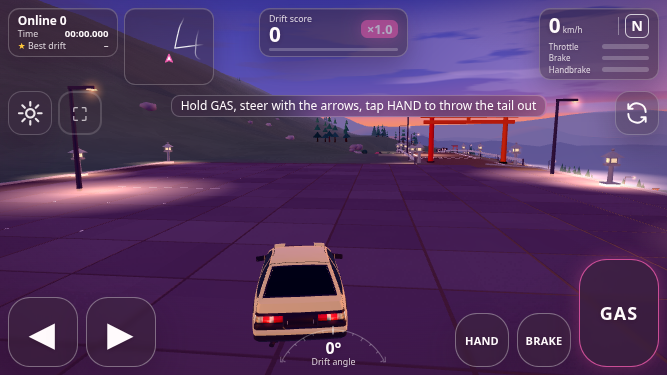 Online 0
Time 00:00.000
★ Best drift –
Drift score
0
×1.0
0 km/h
N
Throttle
Brake
Handbrake
Hold GAS, steer with the arrows, tap HAND to throw the tail out
◀
▶
HAND
BRAKE
GAS
0°
Drift angle